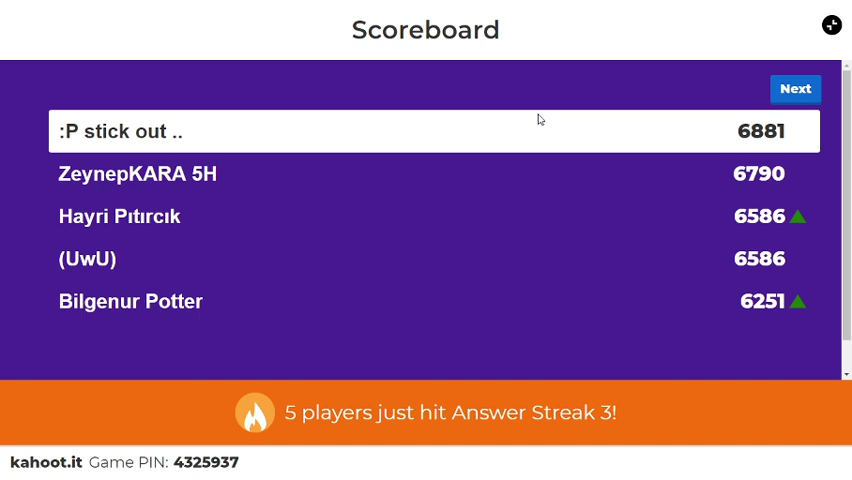 Scoreboard
Next
:P stick out .. 6881
ZeynepKARA 5H 6790
Hayri Pıtırcık 6586
(UwU) 6586
Bilgenur Potter 6251
5 players just hit Answer Streak 3!
kahoot.it Game PIN: 4325937